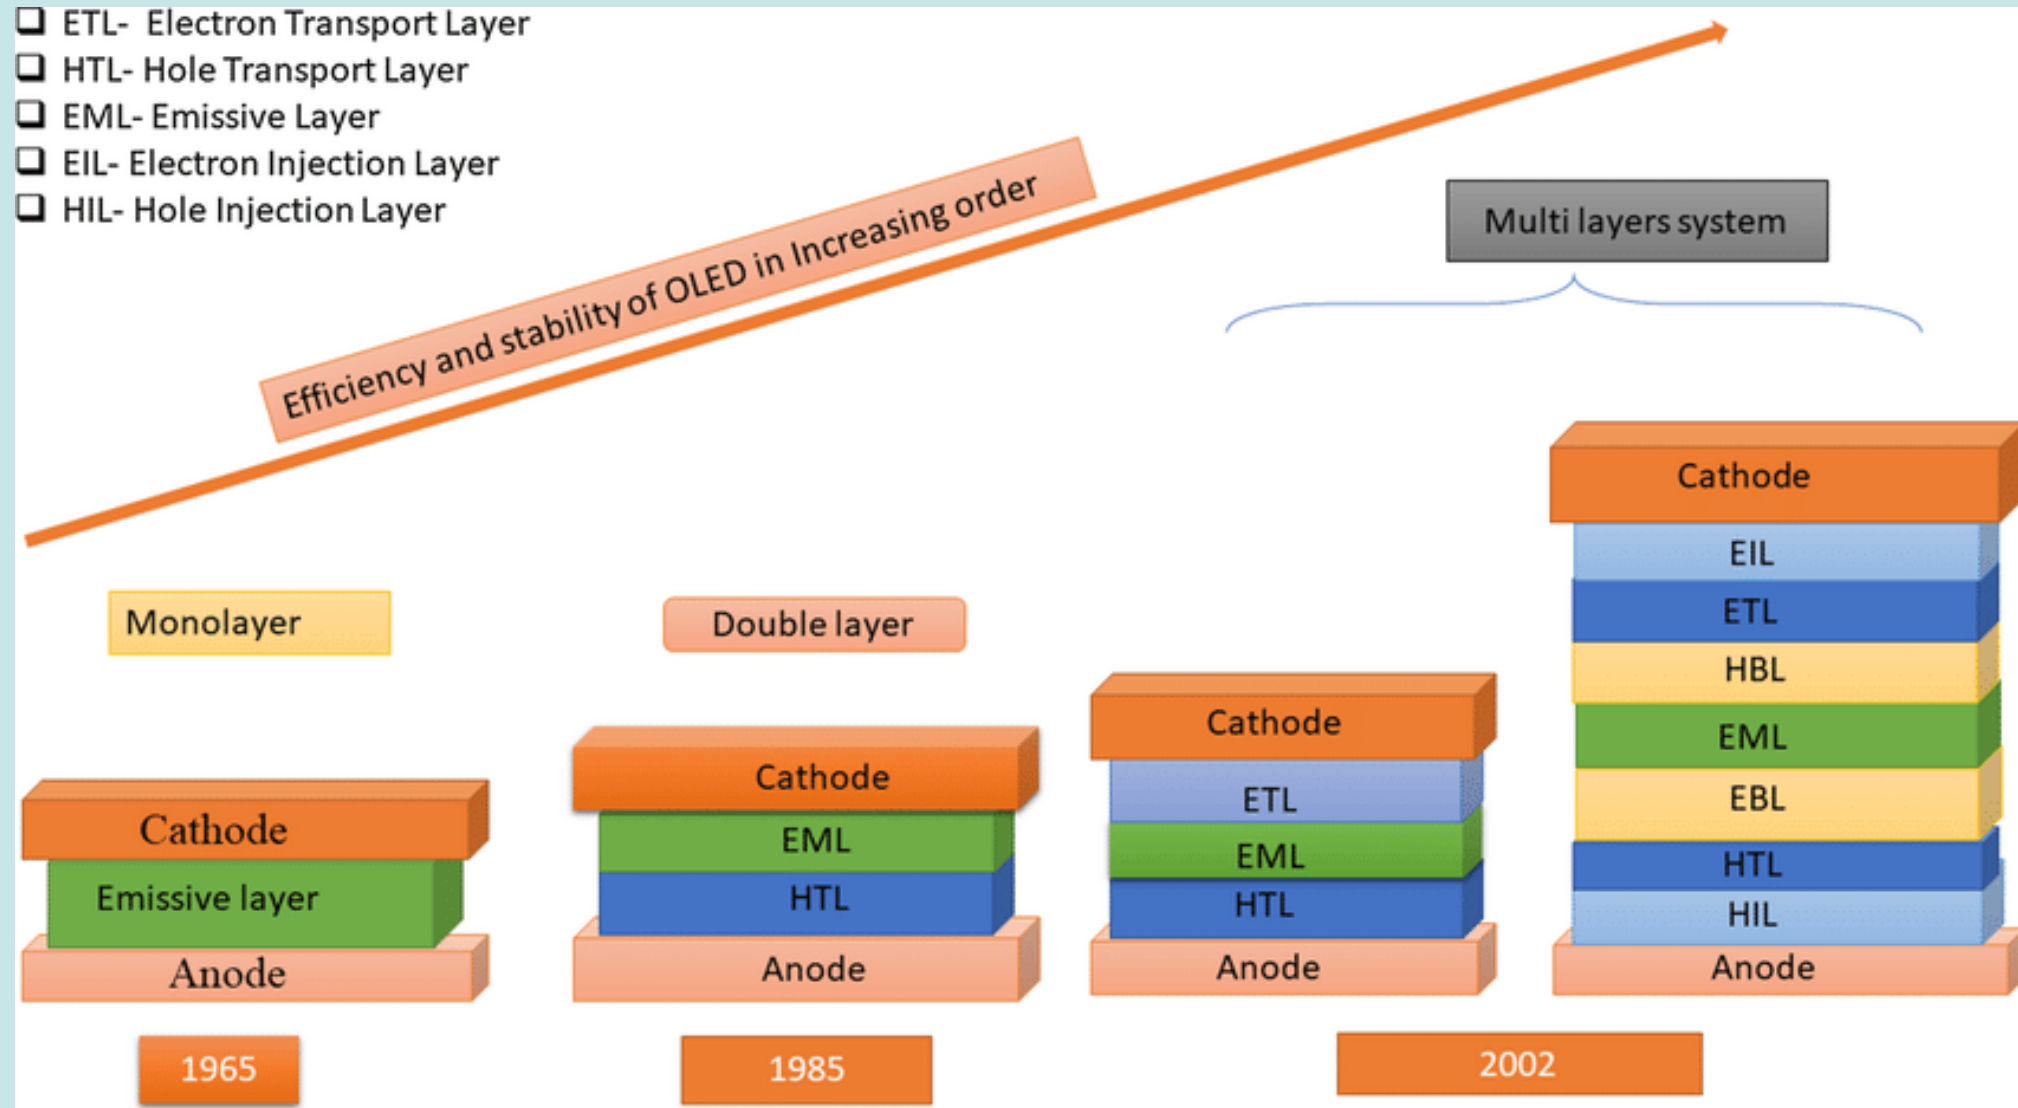 ETL-  Electron Transport Layer
HTL- Hole Transport Layer
EML- Emissive Layer
EIL- Electron Injection Layer
HIL- Hole Injection Layer
Efficiency and stability of OLED in Increasing order
Multi layers system
Monolayer
Cathode
Emissive layer
Anode
1965
Double layer
Cathode
EML
HTL
Anode
1985
Cathode
ETL
EML
HTL
Anode
Cathode
EIL
ETL
HBL
EML
EBL
HTL
HIL
Anode
2002